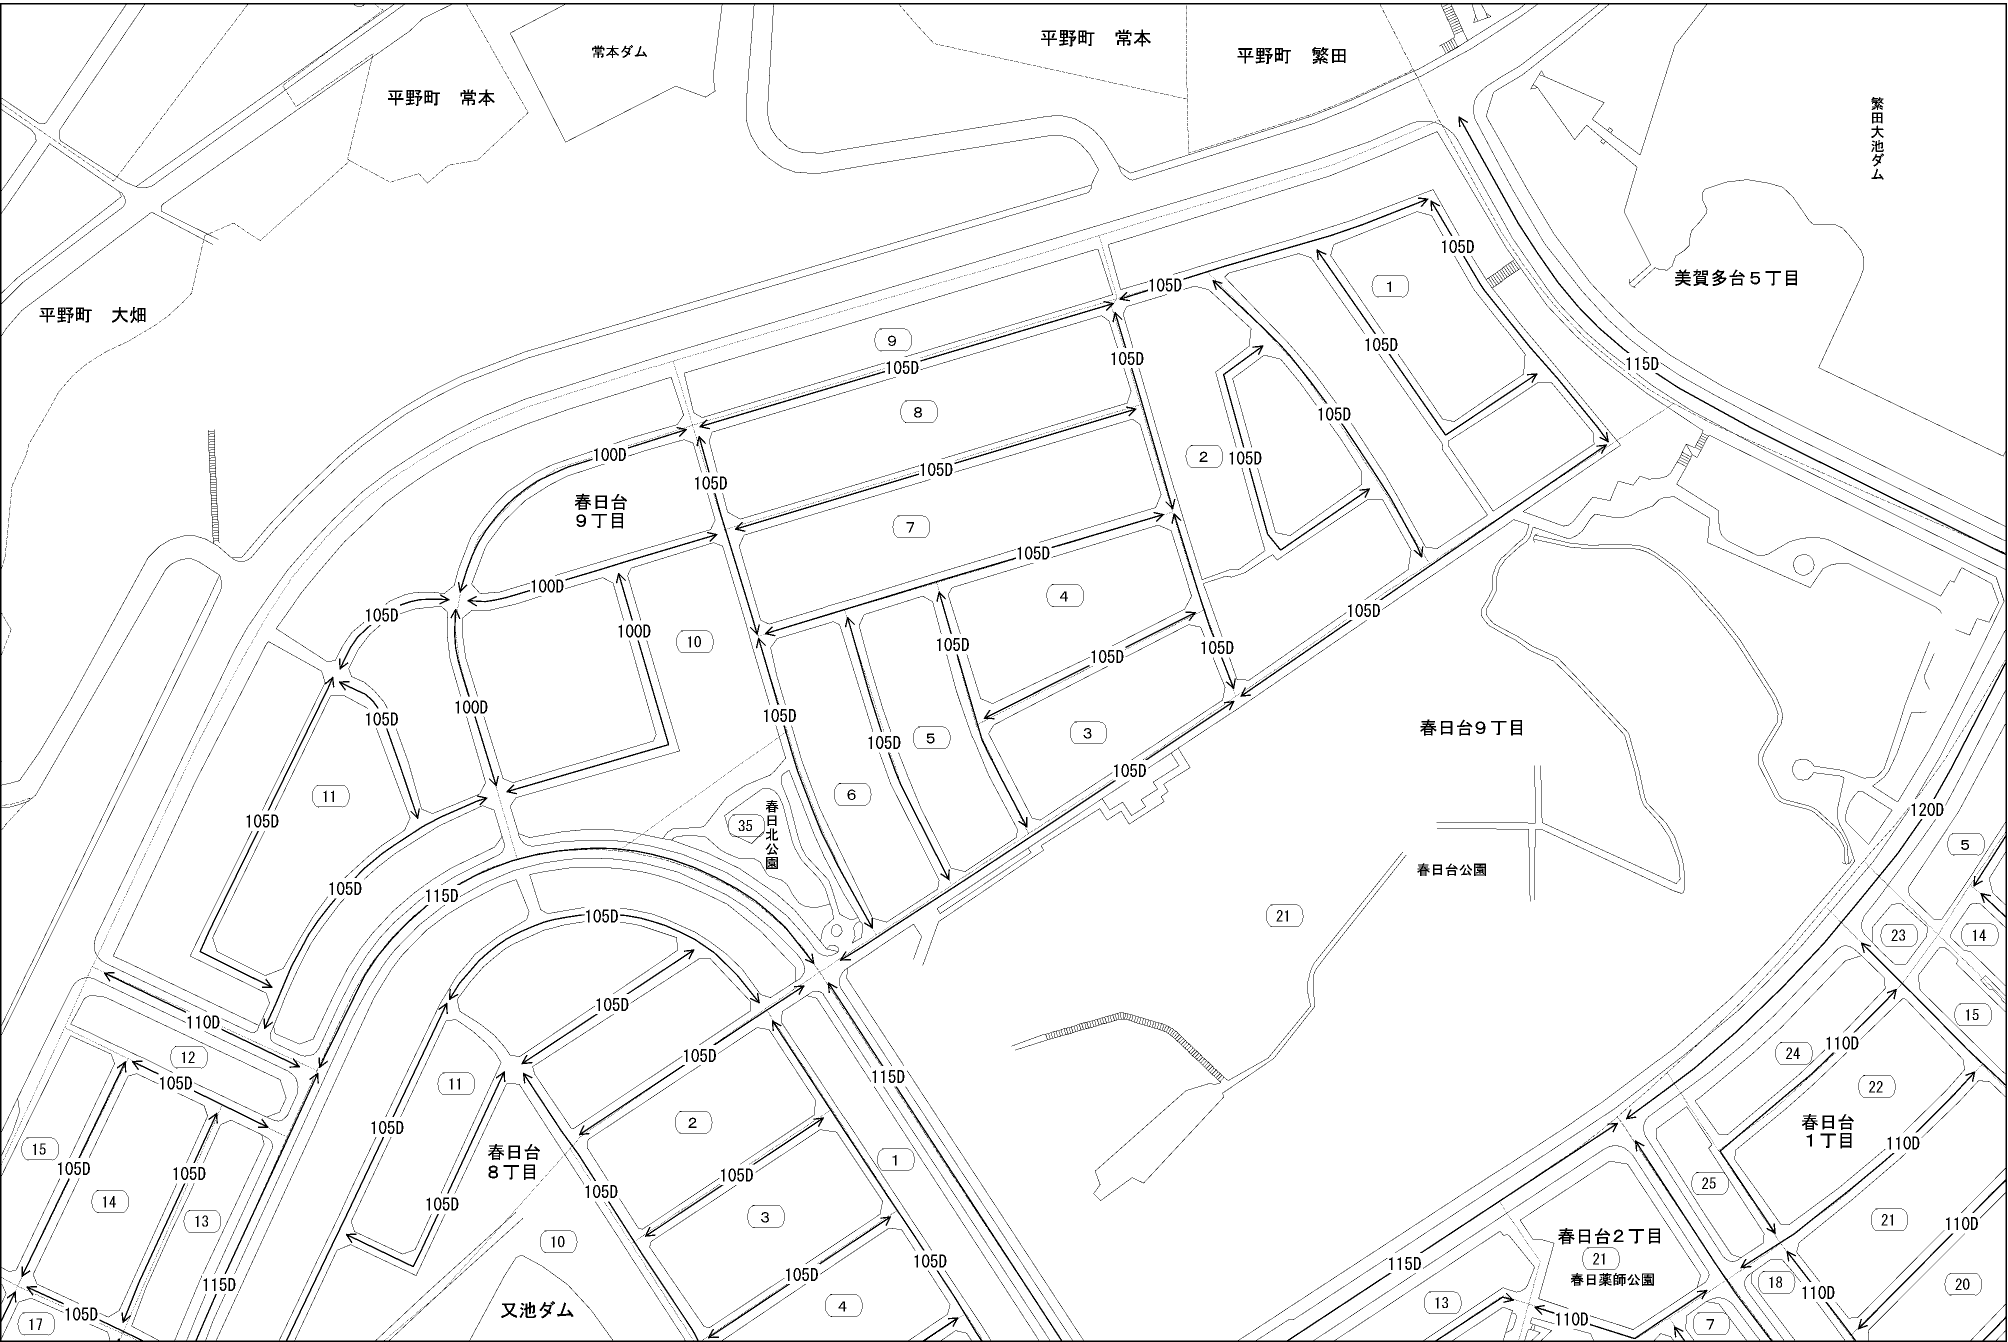 平野町　常本
平野町　繁田
常本ダム
平野町　常本
繁田大池ダム
105D
美賀多台５丁目
105D
1
平野町　大畑
9
105D
105D
105D
115D
105D
8
105D
100D
2
105D
105D
105D
春日台
９丁目
105D
7
105D
100D
4
105D
105D
100D
10
105D
105D
105D
100D
105D
105D
105D
5
3
春日台９丁目
105D
105D
11
6
120D
105D
35
春日北公園
5
105D
春日台公園
115D
105D
21
23
14
105D
110D
15
12
105D
115D
110D
24
105D
11
22
105D
2
春日台
１丁目
春日台
８丁目
110D
15
105D
105D
14
105D
1
105D
25
105D
13
3
21
110D
10
春日台２丁目
21
春日薬師公園
105D
115D
105D
115D
18
110D
20
又池ダム
4
13
105D
17
110D
7